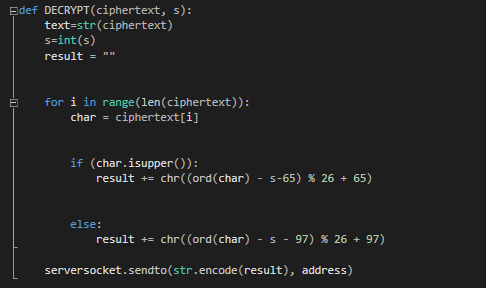 def DECRYPT(ciphertext, s):
    text=str(ciphertext)
    s=int(s)
    result = ""
    for i in range(len(ciphertext)):
        char = ciphertext[i]
        if (char.isupper()):
            result += chr((ord(char) - s-65) % 26 + 65)
        else:
            result += chr((ord(char) - s - 97) % 26 + 97)
    serversocket.sendto(str.encode(result), address)